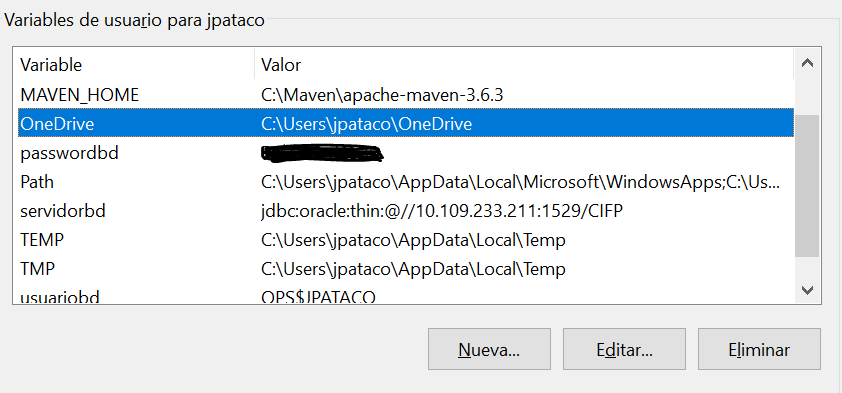 Variables de usuario para jpataco
Variable Valor
MAVEN_HOME C:\Maven\apache-maven-3.6.3
OneDrive C:\Users\jpataco\OneDrive
passwordbd
Path C:\Users\jpataco\AppData\Local\Microsoft\WindowsApps;C:\Us...
servidorbd jdbc:oracle:thin:@//10.109.233.211:1529/CIFP
TEMP C:\Users\jpataco\AppData\Local\Temp
TMP C:\Users\jpataco\AppData\Local\Temp
usuariobd OPS$JPATACO
Nueva... Editar... Eliminar